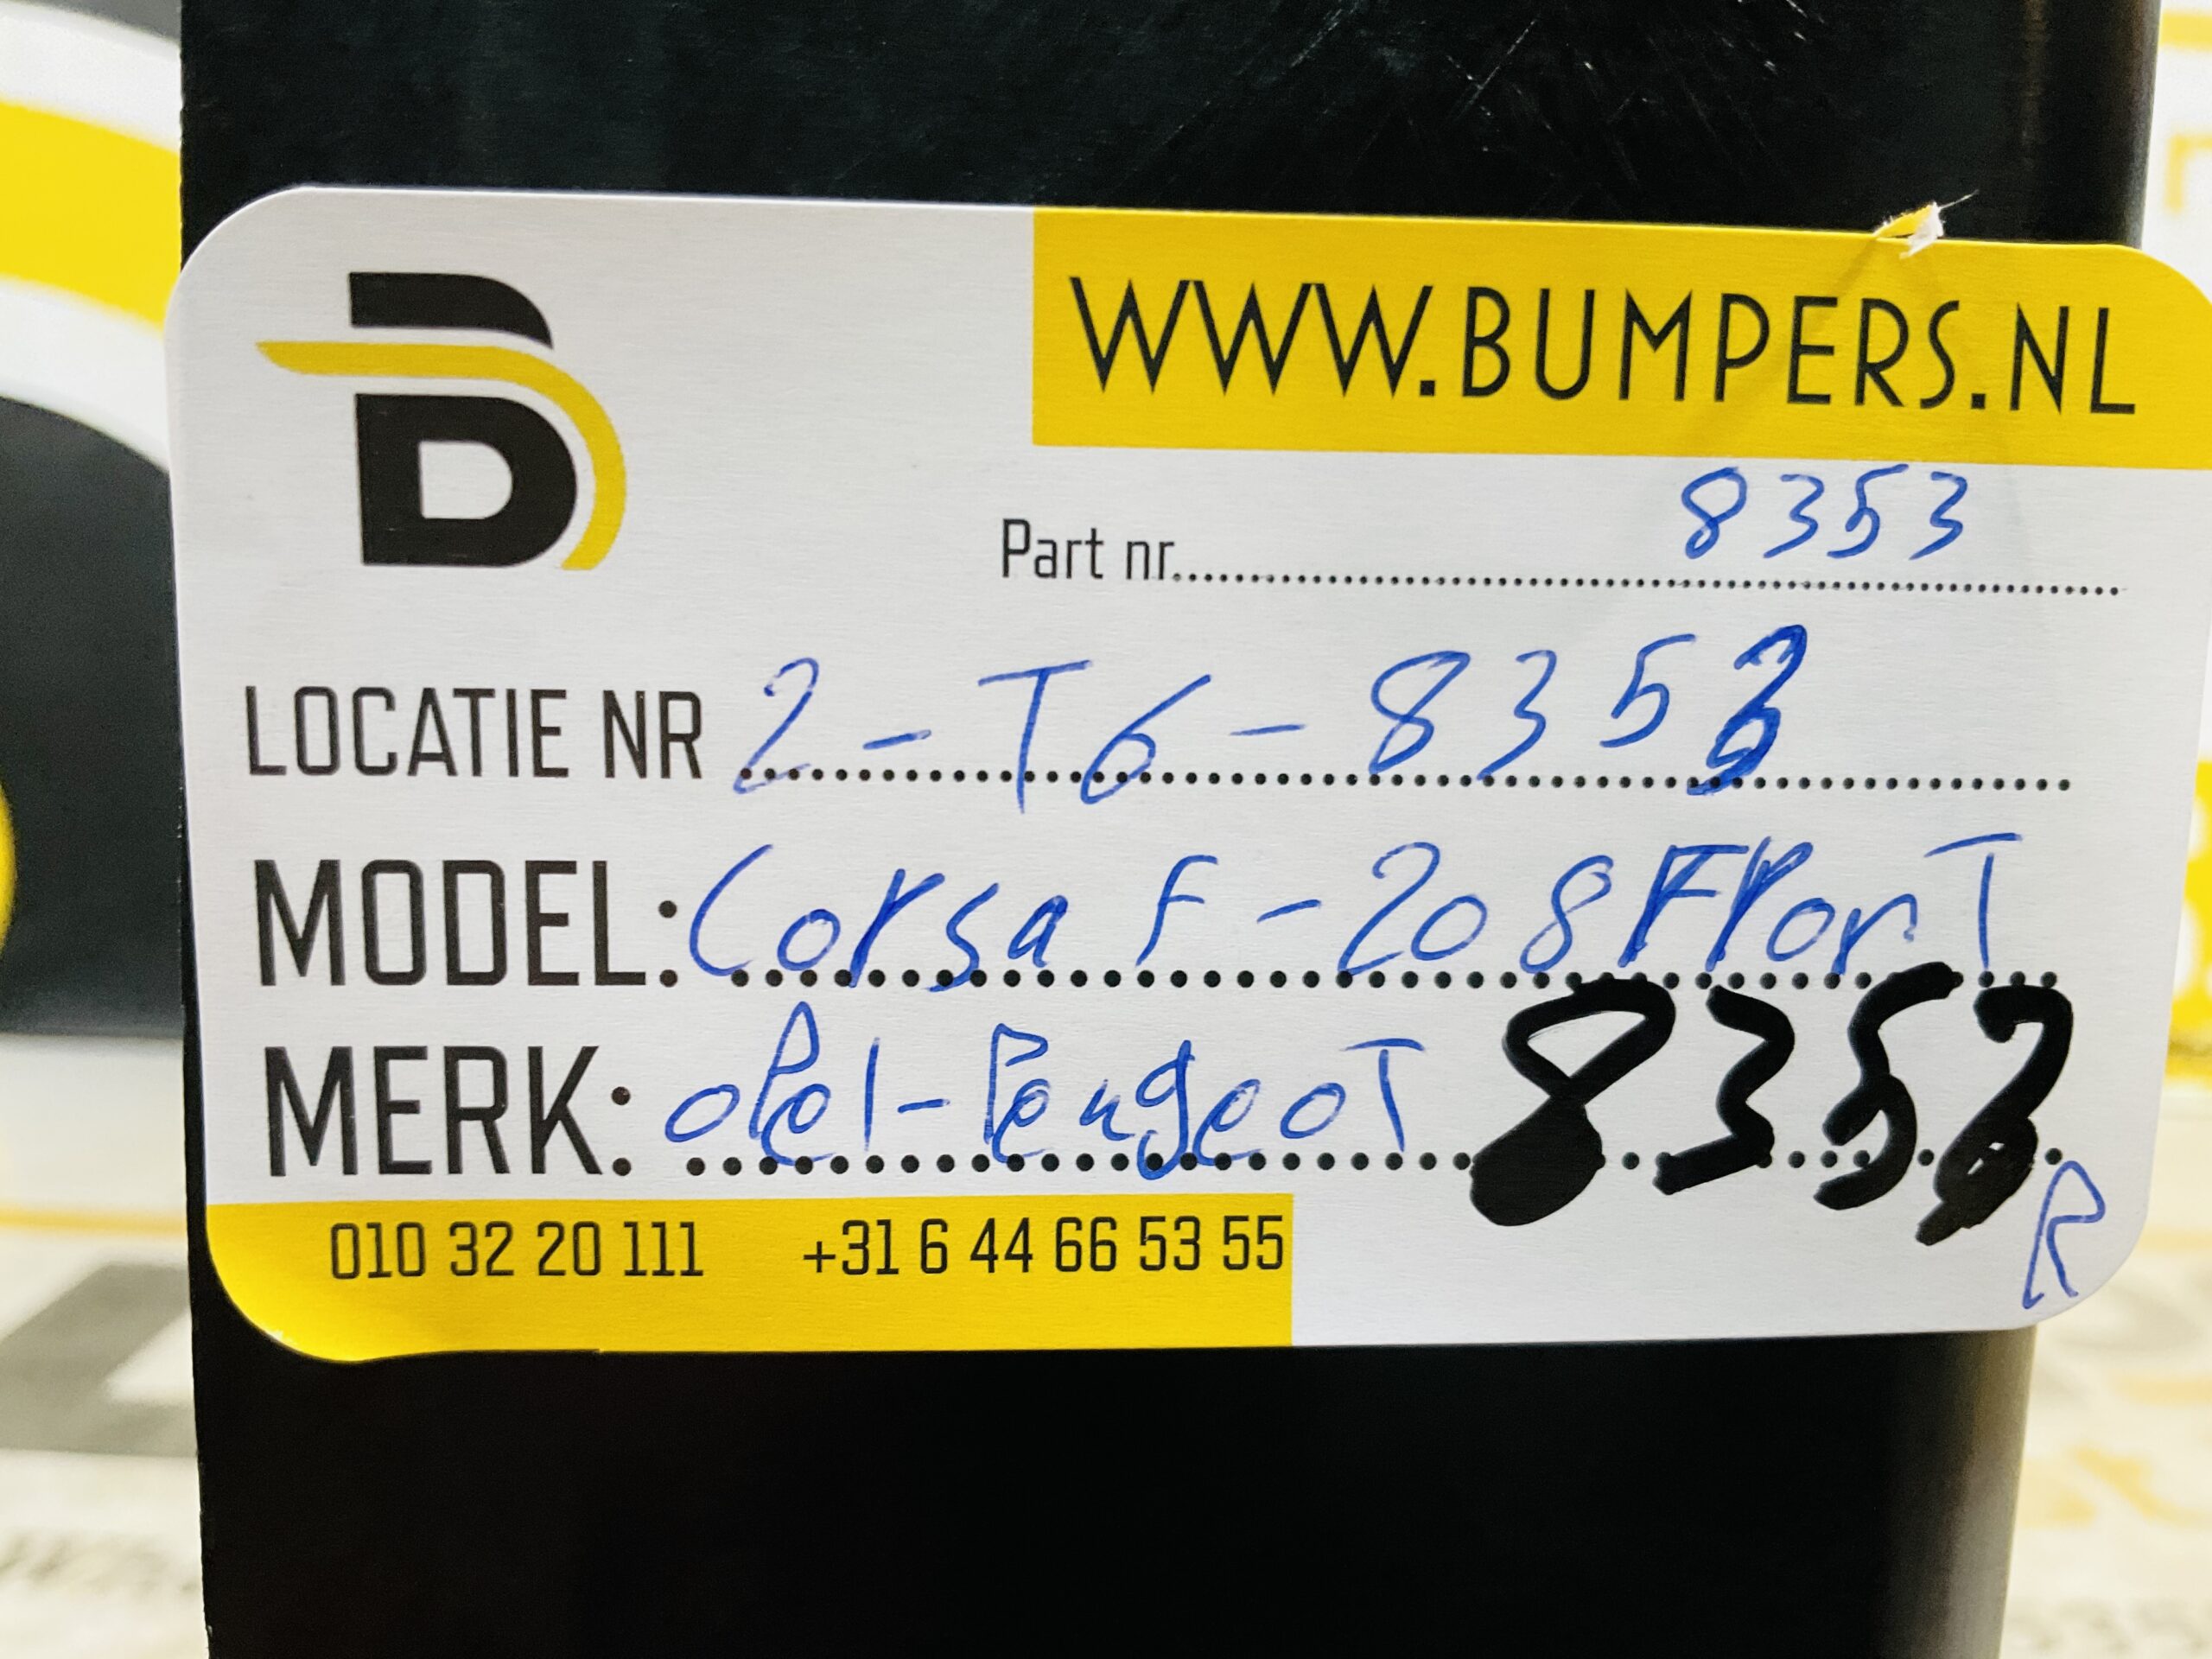 WWW.BUMPERS.NL
Part nr. 8353
LOCATIE NR 2-T6-8353
MODEL: Corsa F-208 FronT
MERK: oPel-PeugeoT 8353
R
010 32 20 111 +31 6 44 66 53 55